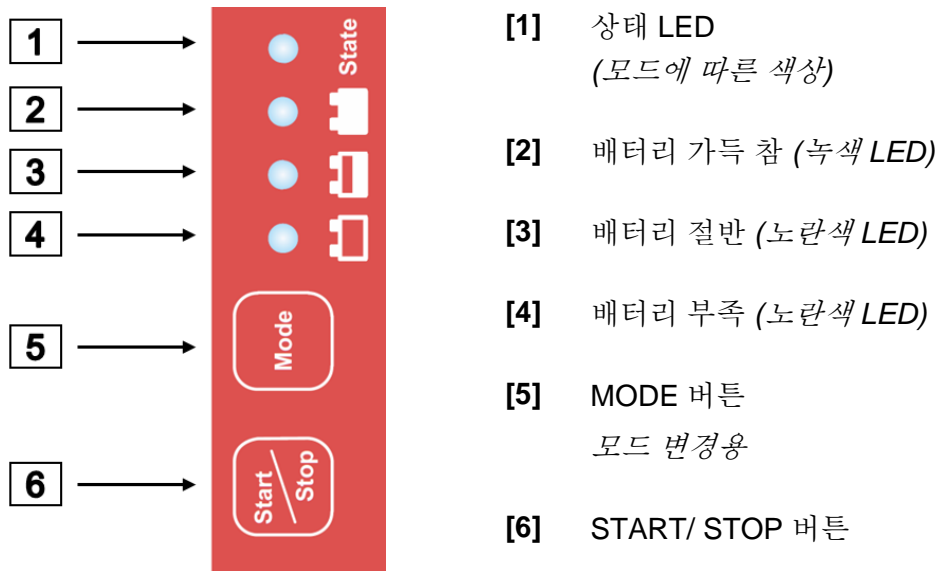 1
State
2
3
4
5
Mode
6
Start
Stop
[1] 상태 LED
(모드에 따른 색상)
[2] 배터리 가득 참 (녹색 LED)
[3] 배터리 절반 (노란색 LED)
[4] 배터리 부족 (노란색 LED)
[5] MODE 버튼
모드 변경용
[6] START/ STOP 버튼